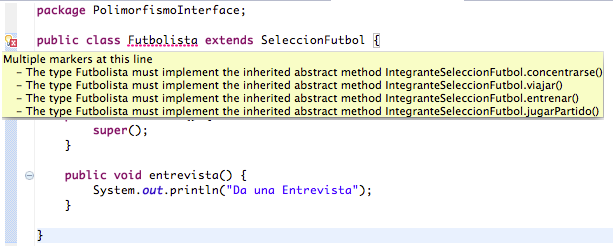 package PolimorfismoInterface;
public class Futbolista extends SeleccionFutbol {
Multiple markers at this line
- The type Futbolista must implement the inherited abstract method IntegranteSeleccionFutbol.concentrarse()
- The type Futbolista must implement the inherited abstract method IntegranteSeleccionFutbol.viajar()
- The type Futbolista must implement the inherited abstract method IntegranteSeleccionFutbol.entrenar()
- The type Futbolista must implement the inherited abstract method IntegranteSeleccionFutbol.jugarPartido()
super();
}
public void entrevista() {
System.out.println("Da una Entrevista");
}
}